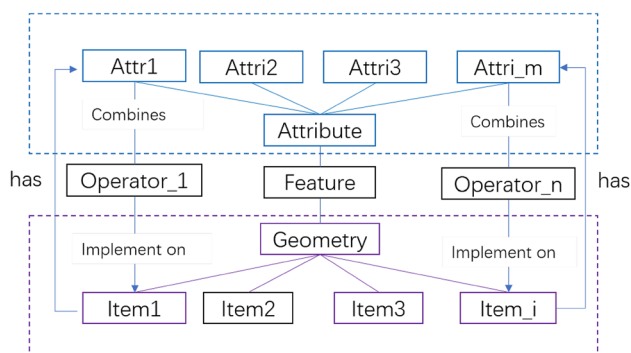 Attr1
Attri2
Attri3
Attri_m
Combines
Attribute
Combines
has
Operator_1
Feature
Operator_n
has
Implement on
Geometry
Implement on
Item1
Item2
Item3
Item_i